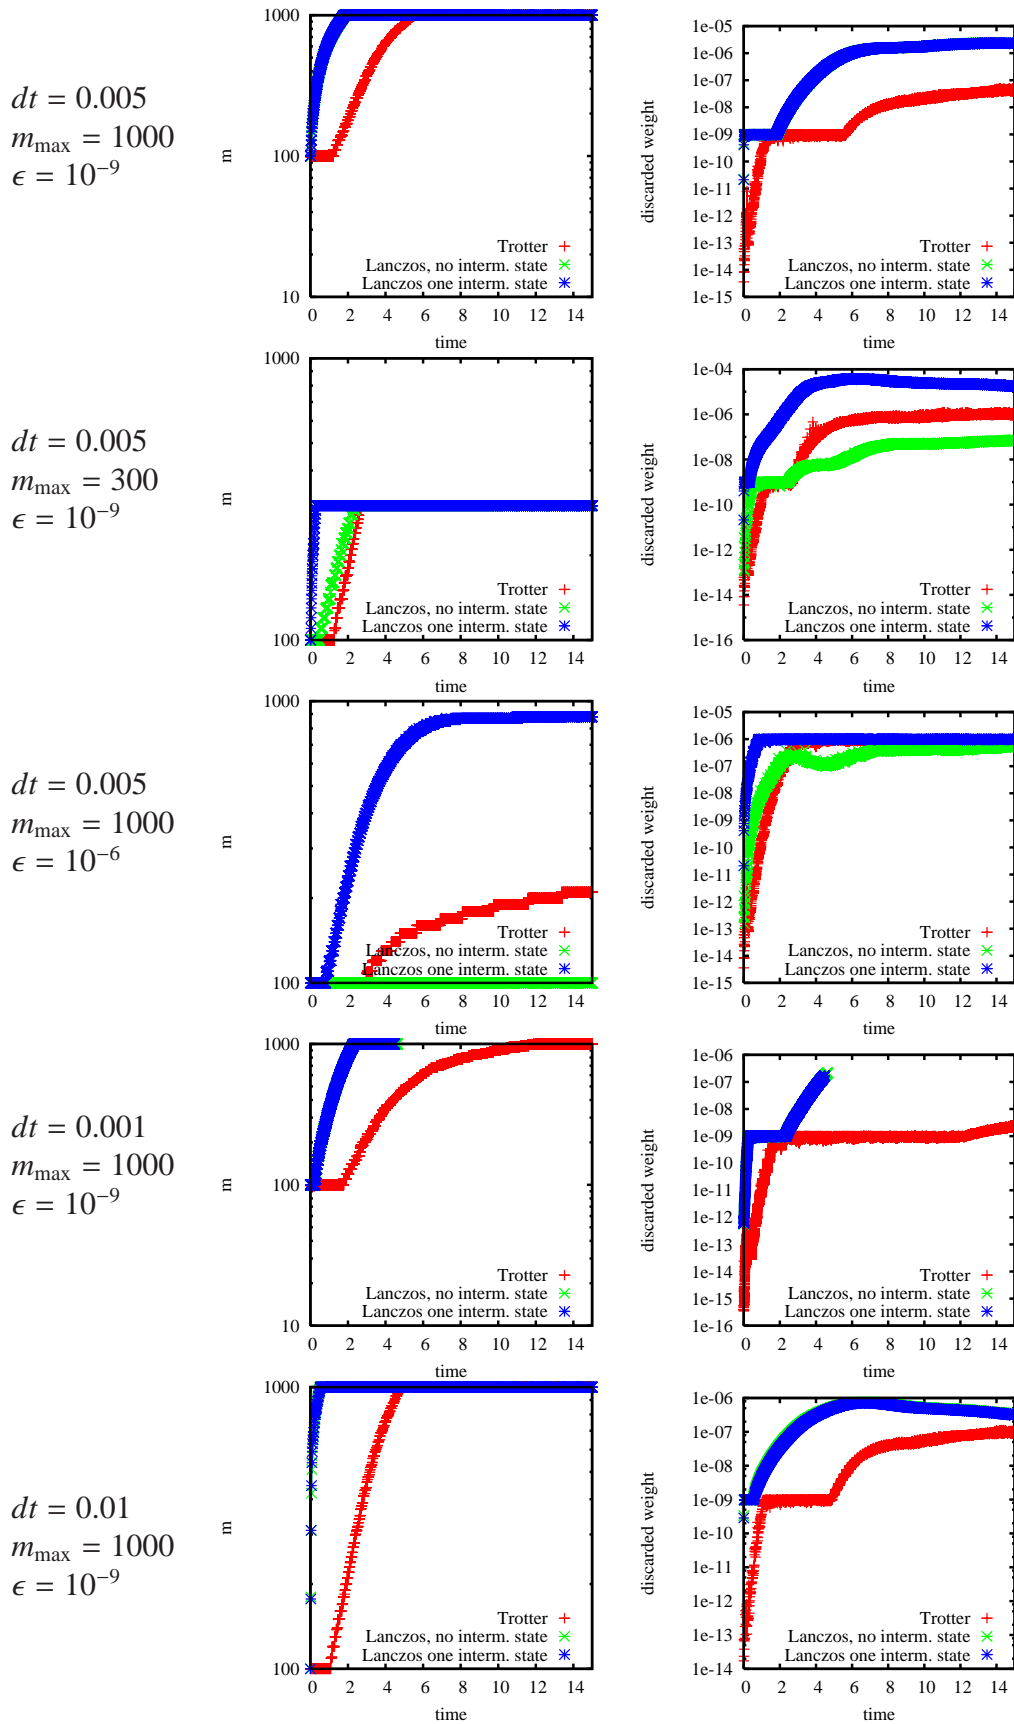 dt = 0.005
m_max = 1000
ϵ = 10⁻⁹
1000
100
10
m
0 2 4 6 8 10 12 14
time
Trotter
Lanczos, no interm. state
Lanczos one interm. state
1e-05
1e-06
1e-07
1e-08
1e-09
1e-10
1e-11
1e-12
1e-13
1e-14
1e-15
discarded weight
0 2 4 6 8 10 12 14
time
Trotter
Lanczos, no interm. state
Lanczos one interm. state
dt = 0.005
m_max = 300
ϵ = 10⁻⁹
1000
100
m
0 2 4 6 8 10 12 14
time
Trotter
Lanczos, no interm. state
Lanczos one interm. state
1e-04
1e-06
1e-08
1e-10
1e-12
1e-14
1e-16
discarded weight
0 2 4 6 8 10 12 14
time
Trotter
Lanczos, no interm. state
Lanczos one interm. state
dt = 0.005
m_max = 1000
ϵ = 10⁻⁶
1000
100
m
0 2 4 6 8 10 12 14
time
Trotter
Lanczos, no interm. state
Lanczos one interm. state
1e-05
1e-06
1e-07
1e-08
1e-09
1e-10
1e-11
1e-12
1e-13
1e-14
1e-15
discarded weight
0 2 4 6 8 10 12 14
time
Trotter
Lanczos, no interm. state
Lanczos one interm. state
dt = 0.001
m_max = 1000
ϵ = 10⁻⁹
1000
100
10
m
0 2 4 6 8 10 12 14
time
Trotter
Lanczos, no interm. state
Lanczos one interm. state
1e-06
1e-07
1e-08
1e-09
1e-10
1e-11
1e-12
1e-13
1e-14
1e-15
1e-16
discarded weight
0 2 4 6 8 10 12 14
time
Trotter
Lanczos, no interm. state
Lanczos one interm. state
dt = 0.01
m_max = 1000
ϵ = 10⁻⁹
1000
100
m
0 2 4 6 8 10 12 14
time
Trotter
Lanczos, no interm. state
Lanczos one interm. state
1e-06
1e-07
1e-08
1e-09
1e-10
1e-11
1e-12
1e-13
1e-14
discarded weight
0 2 4 6 8 10 12 14
time
Trotter
Lanczos, no interm. state
Lanczos one interm. state